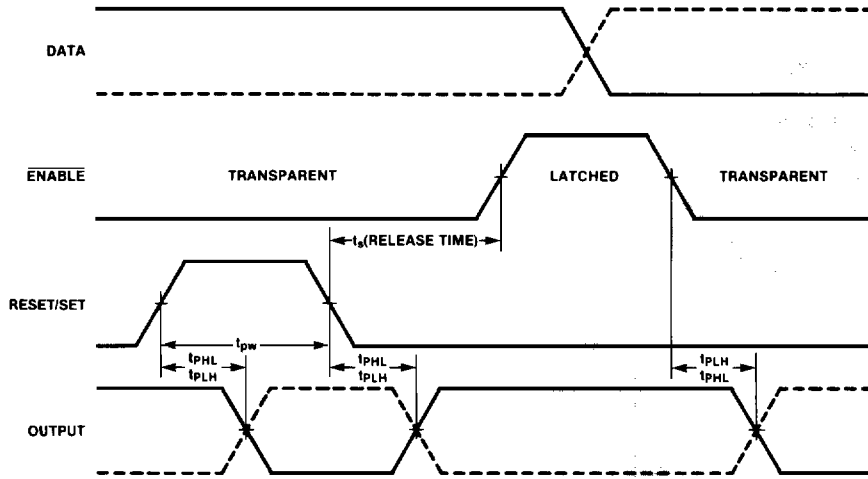 DATA
ENABLE
TRANSPARENT
LATCHED
TRANSPARENT
ts(RELEASE TIME)
RESET/SET
tpw
tPHL
tPLH
tPHL
tPLH
tPLH
tPHL
OUTPUT